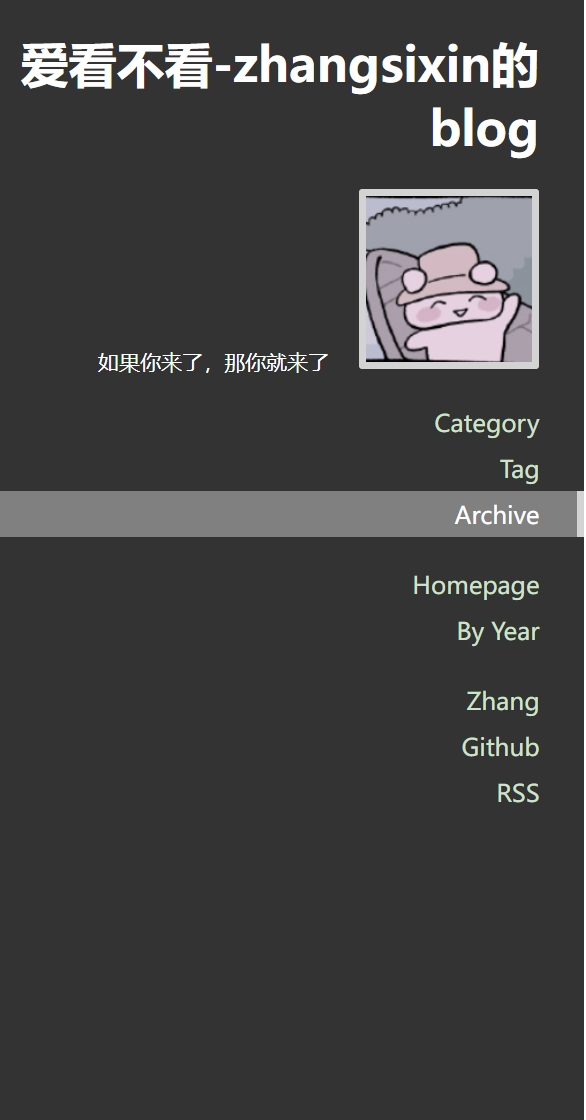 爱看不看-zhangsixin的
blog
如果你来了，那你就来了
Category
Tag
Archive
Homepage
By Year
Zhang
Github
RSS